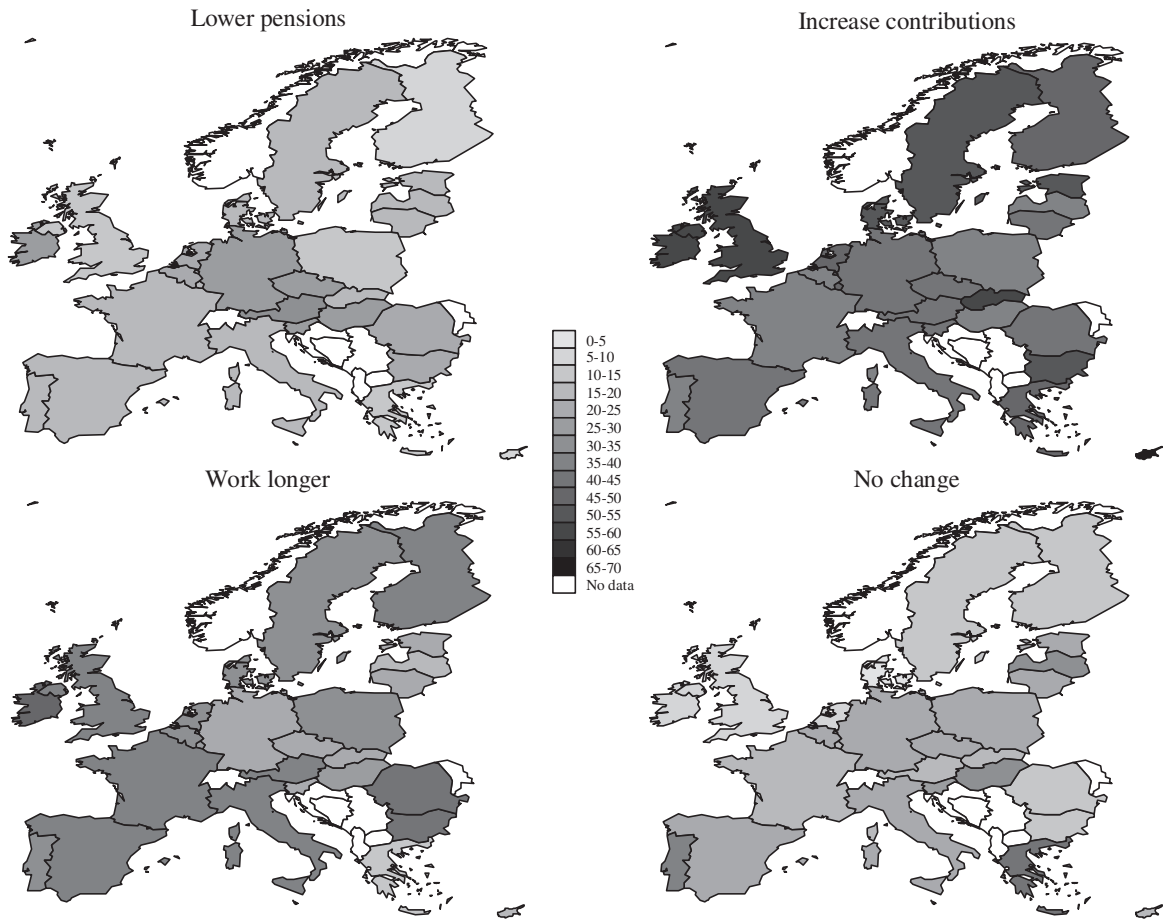 Lower pensions
Increase contributions
0-5
5-10
10-15
15-20
20-25
25-30
30-35
35-40
40-45
45-50
50-55
55-60
60-65
65-70
No data
Work longer
No change